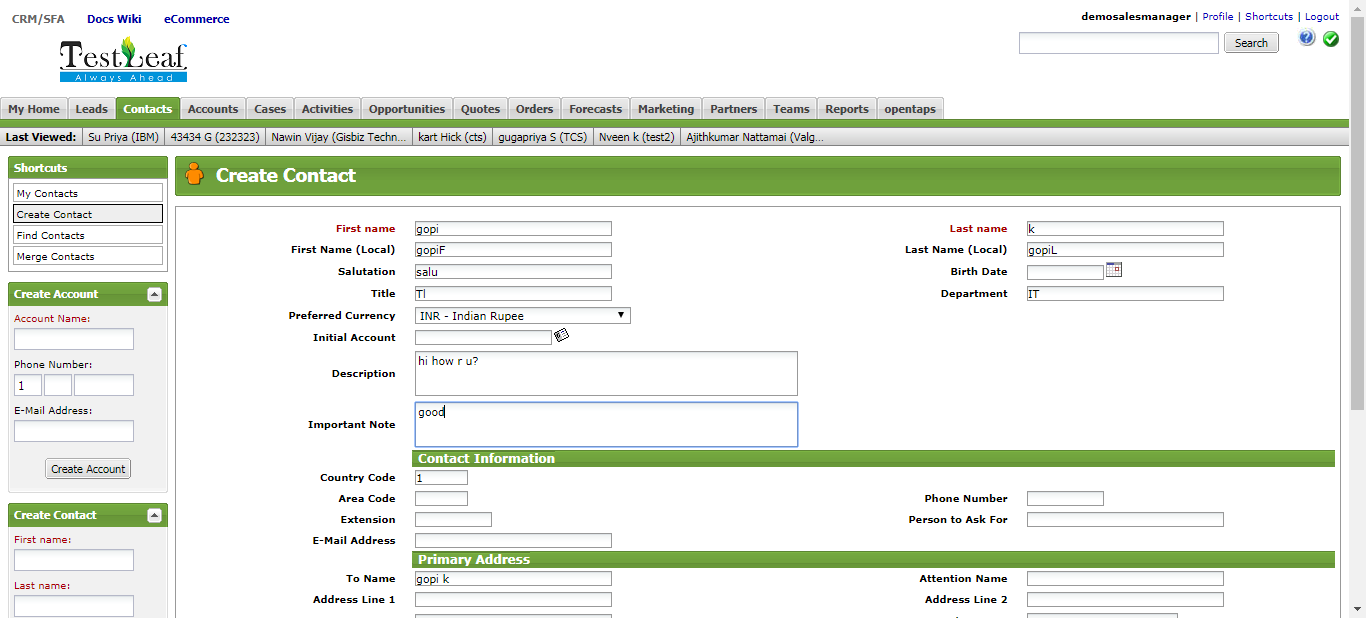 CRM/SFA Docs Wiki eCommerce
demosalesmanager | Profile | Shortcuts | Logout
TestLeaf
Always Ahead
Search
My Home Leads Contacts Accounts Cases Activities Opportunities Quotes Orders Forecasts Marketing Partners Teams Reports opentaps
Last Viewed: Su Priya (IBM) 43434 G (232323) Nawin Vijay (Gisbiz Techn... kart Hick (cts) gugapriya S (TCS) Nveen k (test2) Ajithkumar Nattamai (Valg...
Shortcuts
My Contacts
Create Contact
Find Contacts
Merge Contacts
Create Account
Account Name:
Phone Number:
1
E-Mail Address:
Create Account
Create Contact
First name:
Last name:
Create Contact
First name gopi Last name k
First Name (Local) gopiF Last Name (Local) gopiL
Salutation salu Birth Date
Title Department IT
Preferred Currency INR - Indian Rupee
Initial Account
Description hi how r u?
Important Note good
Contact Information
Country Code 1
Area Code Phone Number
Extension Person to Ask For
E-Mail Address
Primary Address
To Name gopi k Attention Name
Address Line 1 Address Line 2